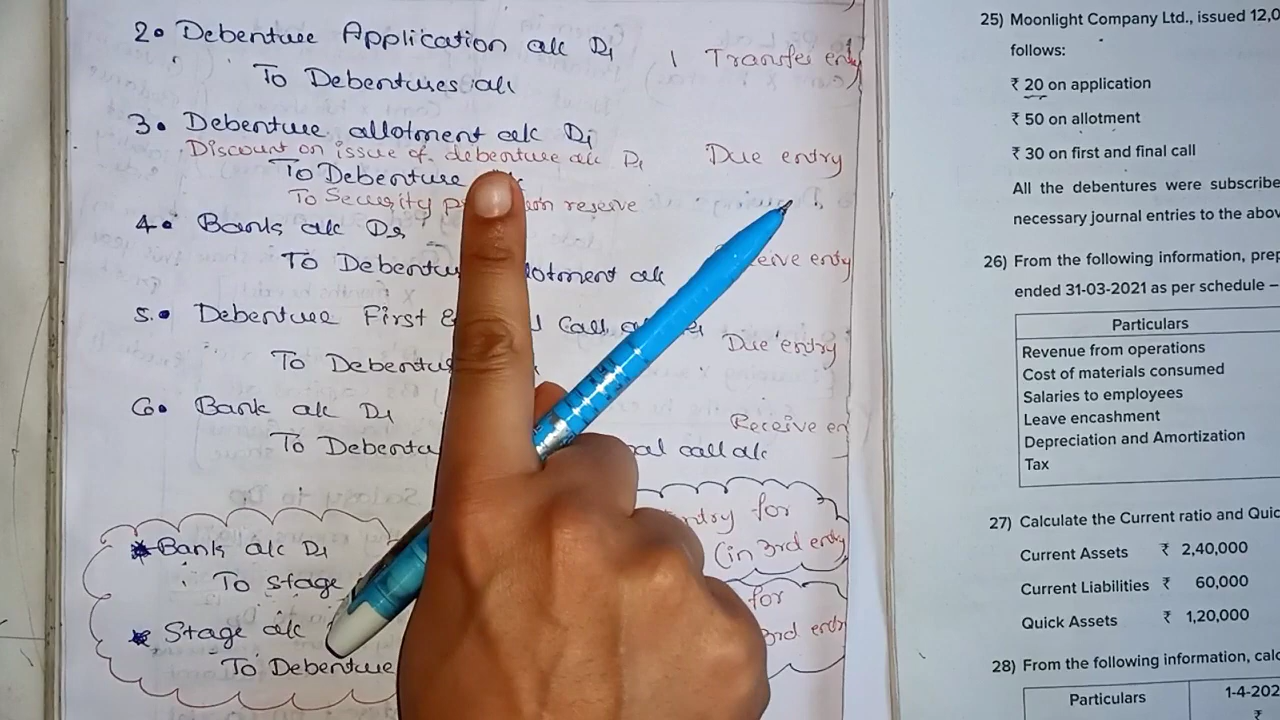 2. Debenture Application a/c Dr
1 Transfer entry
To Debentures a/c
3. Debenture allotment a/c Dr
Discount on issue of debenture a/c Dr
Due entry
To Debenture
To Security reserve
4. Bank a/c Dr
To Debentu lotment a/c
eive enty
5. Debenture First & l Call
Due entry
To Debentu
6. Bank a/c Dr
Receive en
To Debentu nal call a/c
ntry for
(in 3rd entry
Bank a/c Dr
To stage
for
3rd entry
Stage a/c
To Debenture
25) Moonlight Company Ltd., issued 12,0
follows:
₹ 20 on application
₹ 50 on allotment
₹ 30 on first and final call
All the debentures were subscribe
necessary journal entries to the abov
26) From the following information, prep
ended 31-03-2021 as per schedule –
Particulars
Revenue from operations
Cost of materials consumed
Salaries to employees
Leave encashment
Depreciation and Amortization
Tax
27) Calculate the Current ratio and Quic
Current Assets ₹ 2,40,000
Current Liabilities ₹ 60,000
Quick Assets ₹ 1,20,000
28) From the following information, calc
Particulars 1-4-202
₹